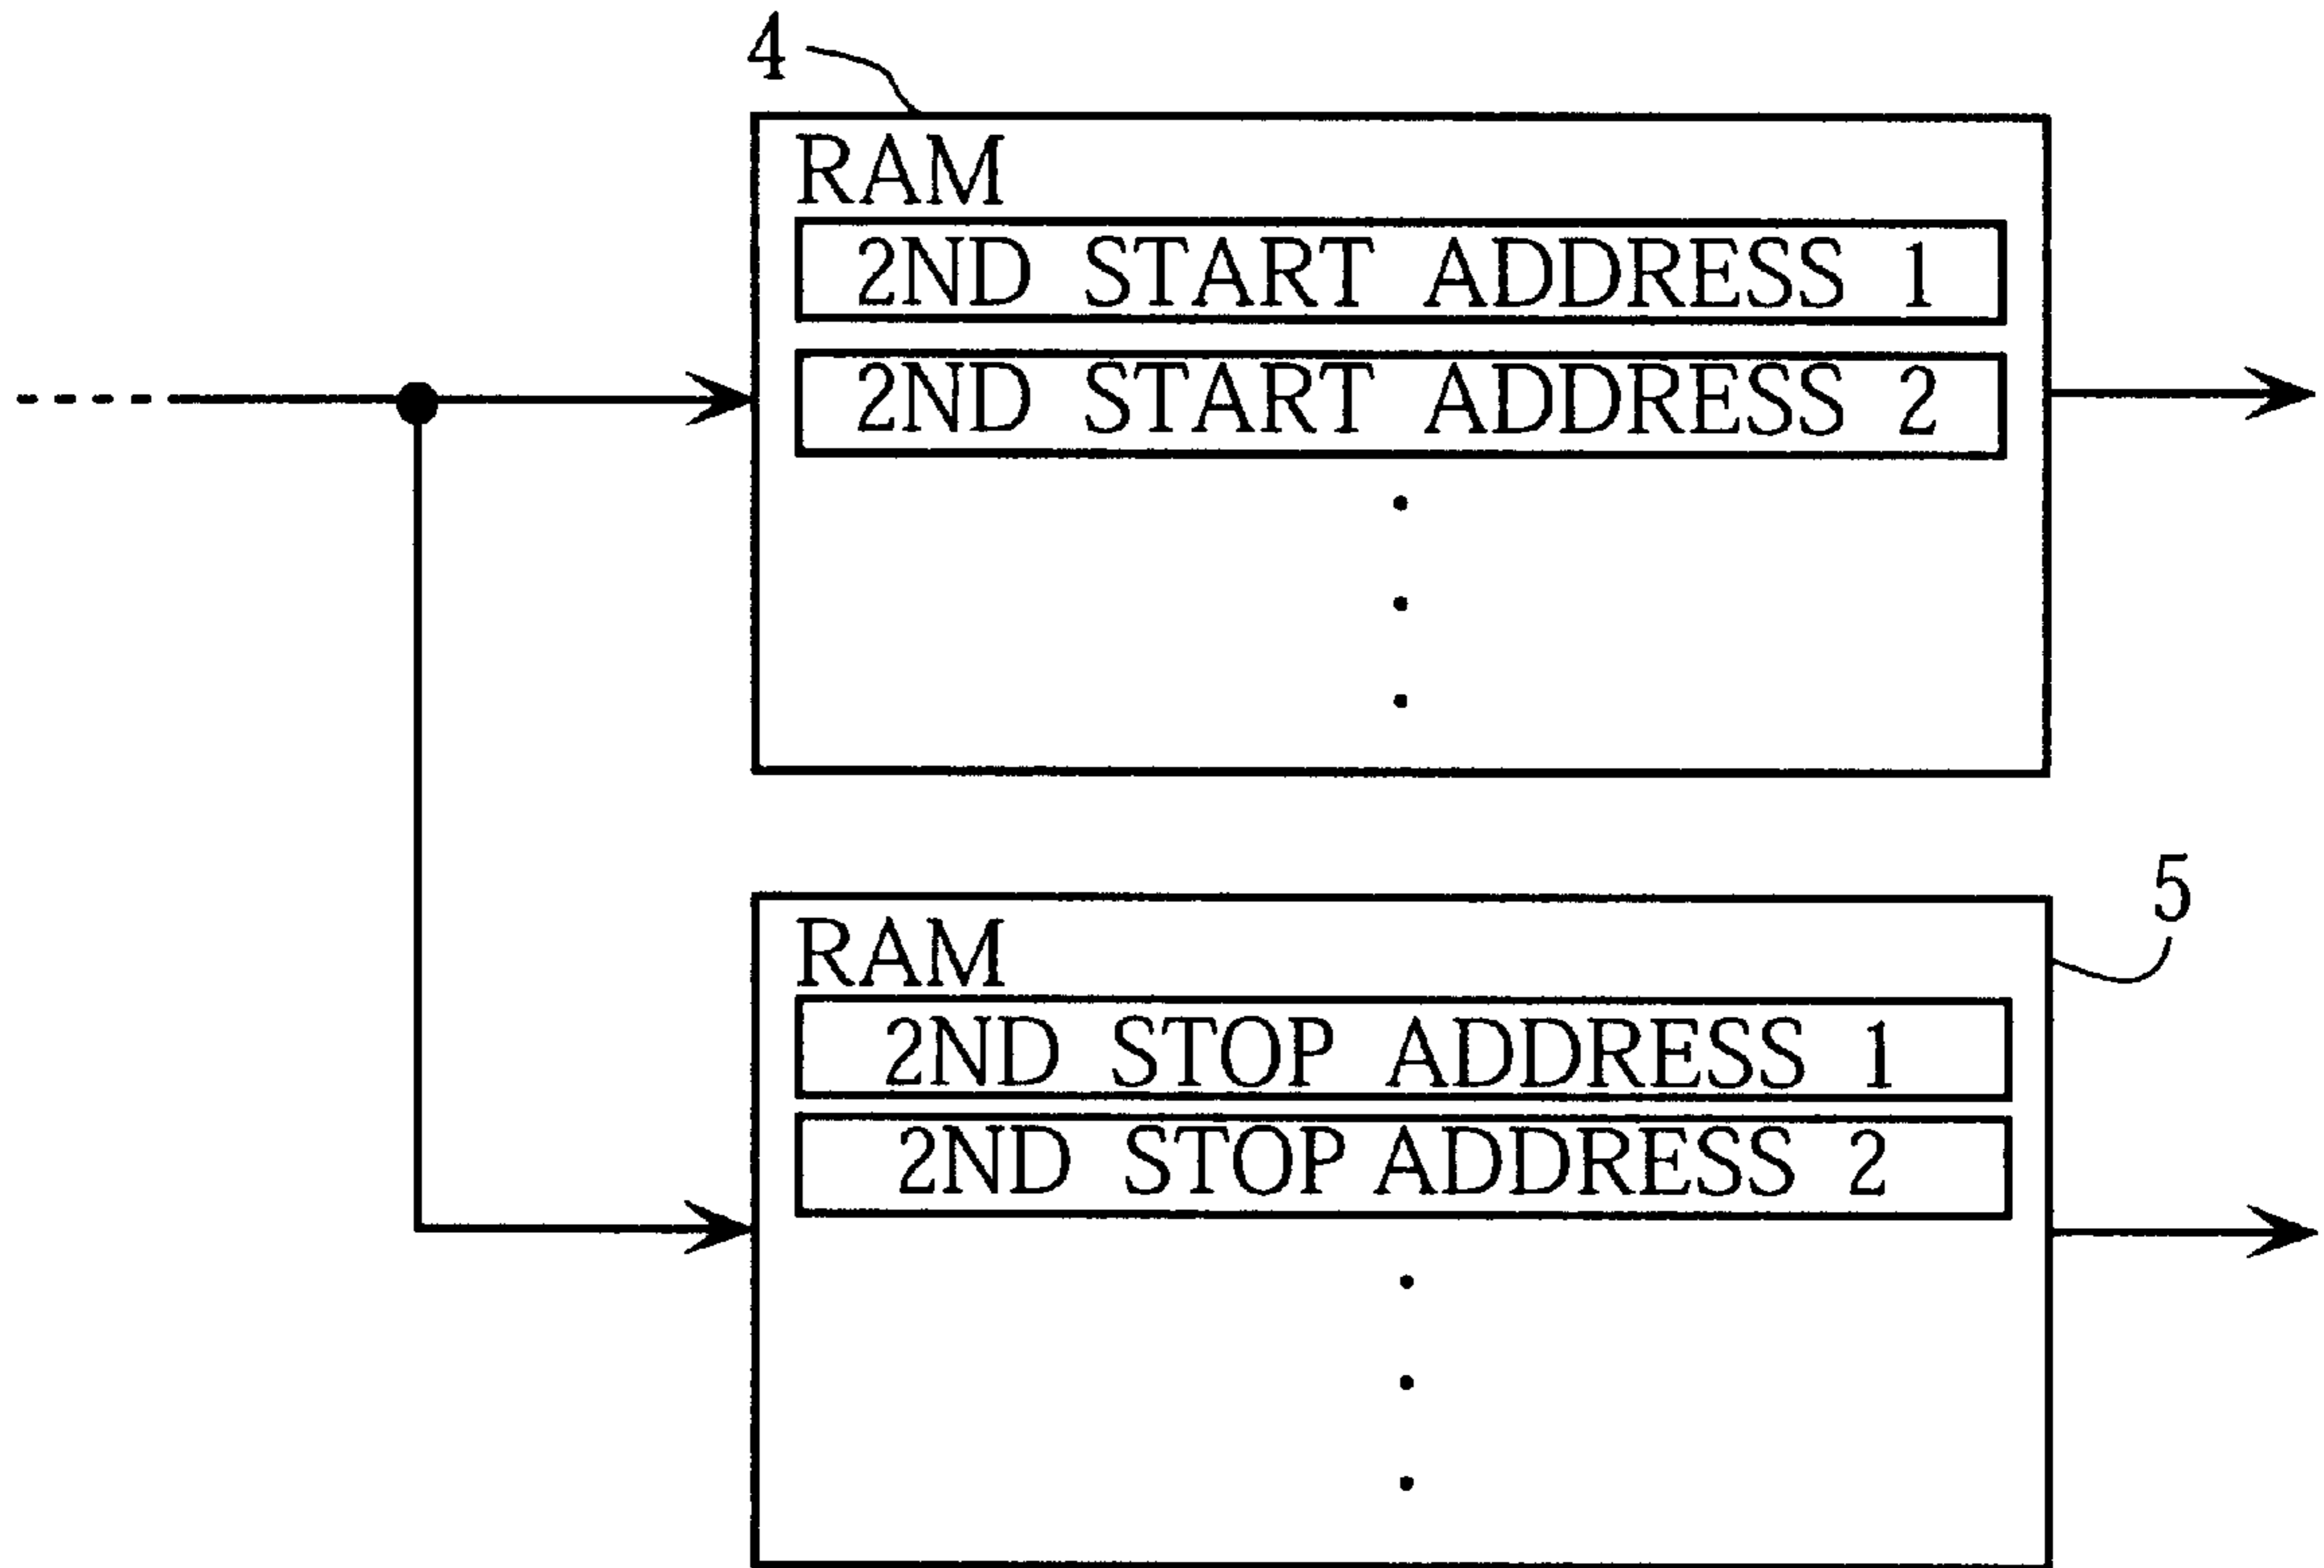 4
RAM
2ND START ADDRESS 1
2ND START ADDRESS 2
5
RAM
2ND STOP ADDRESS 1
2ND STOP ADDRESS 2